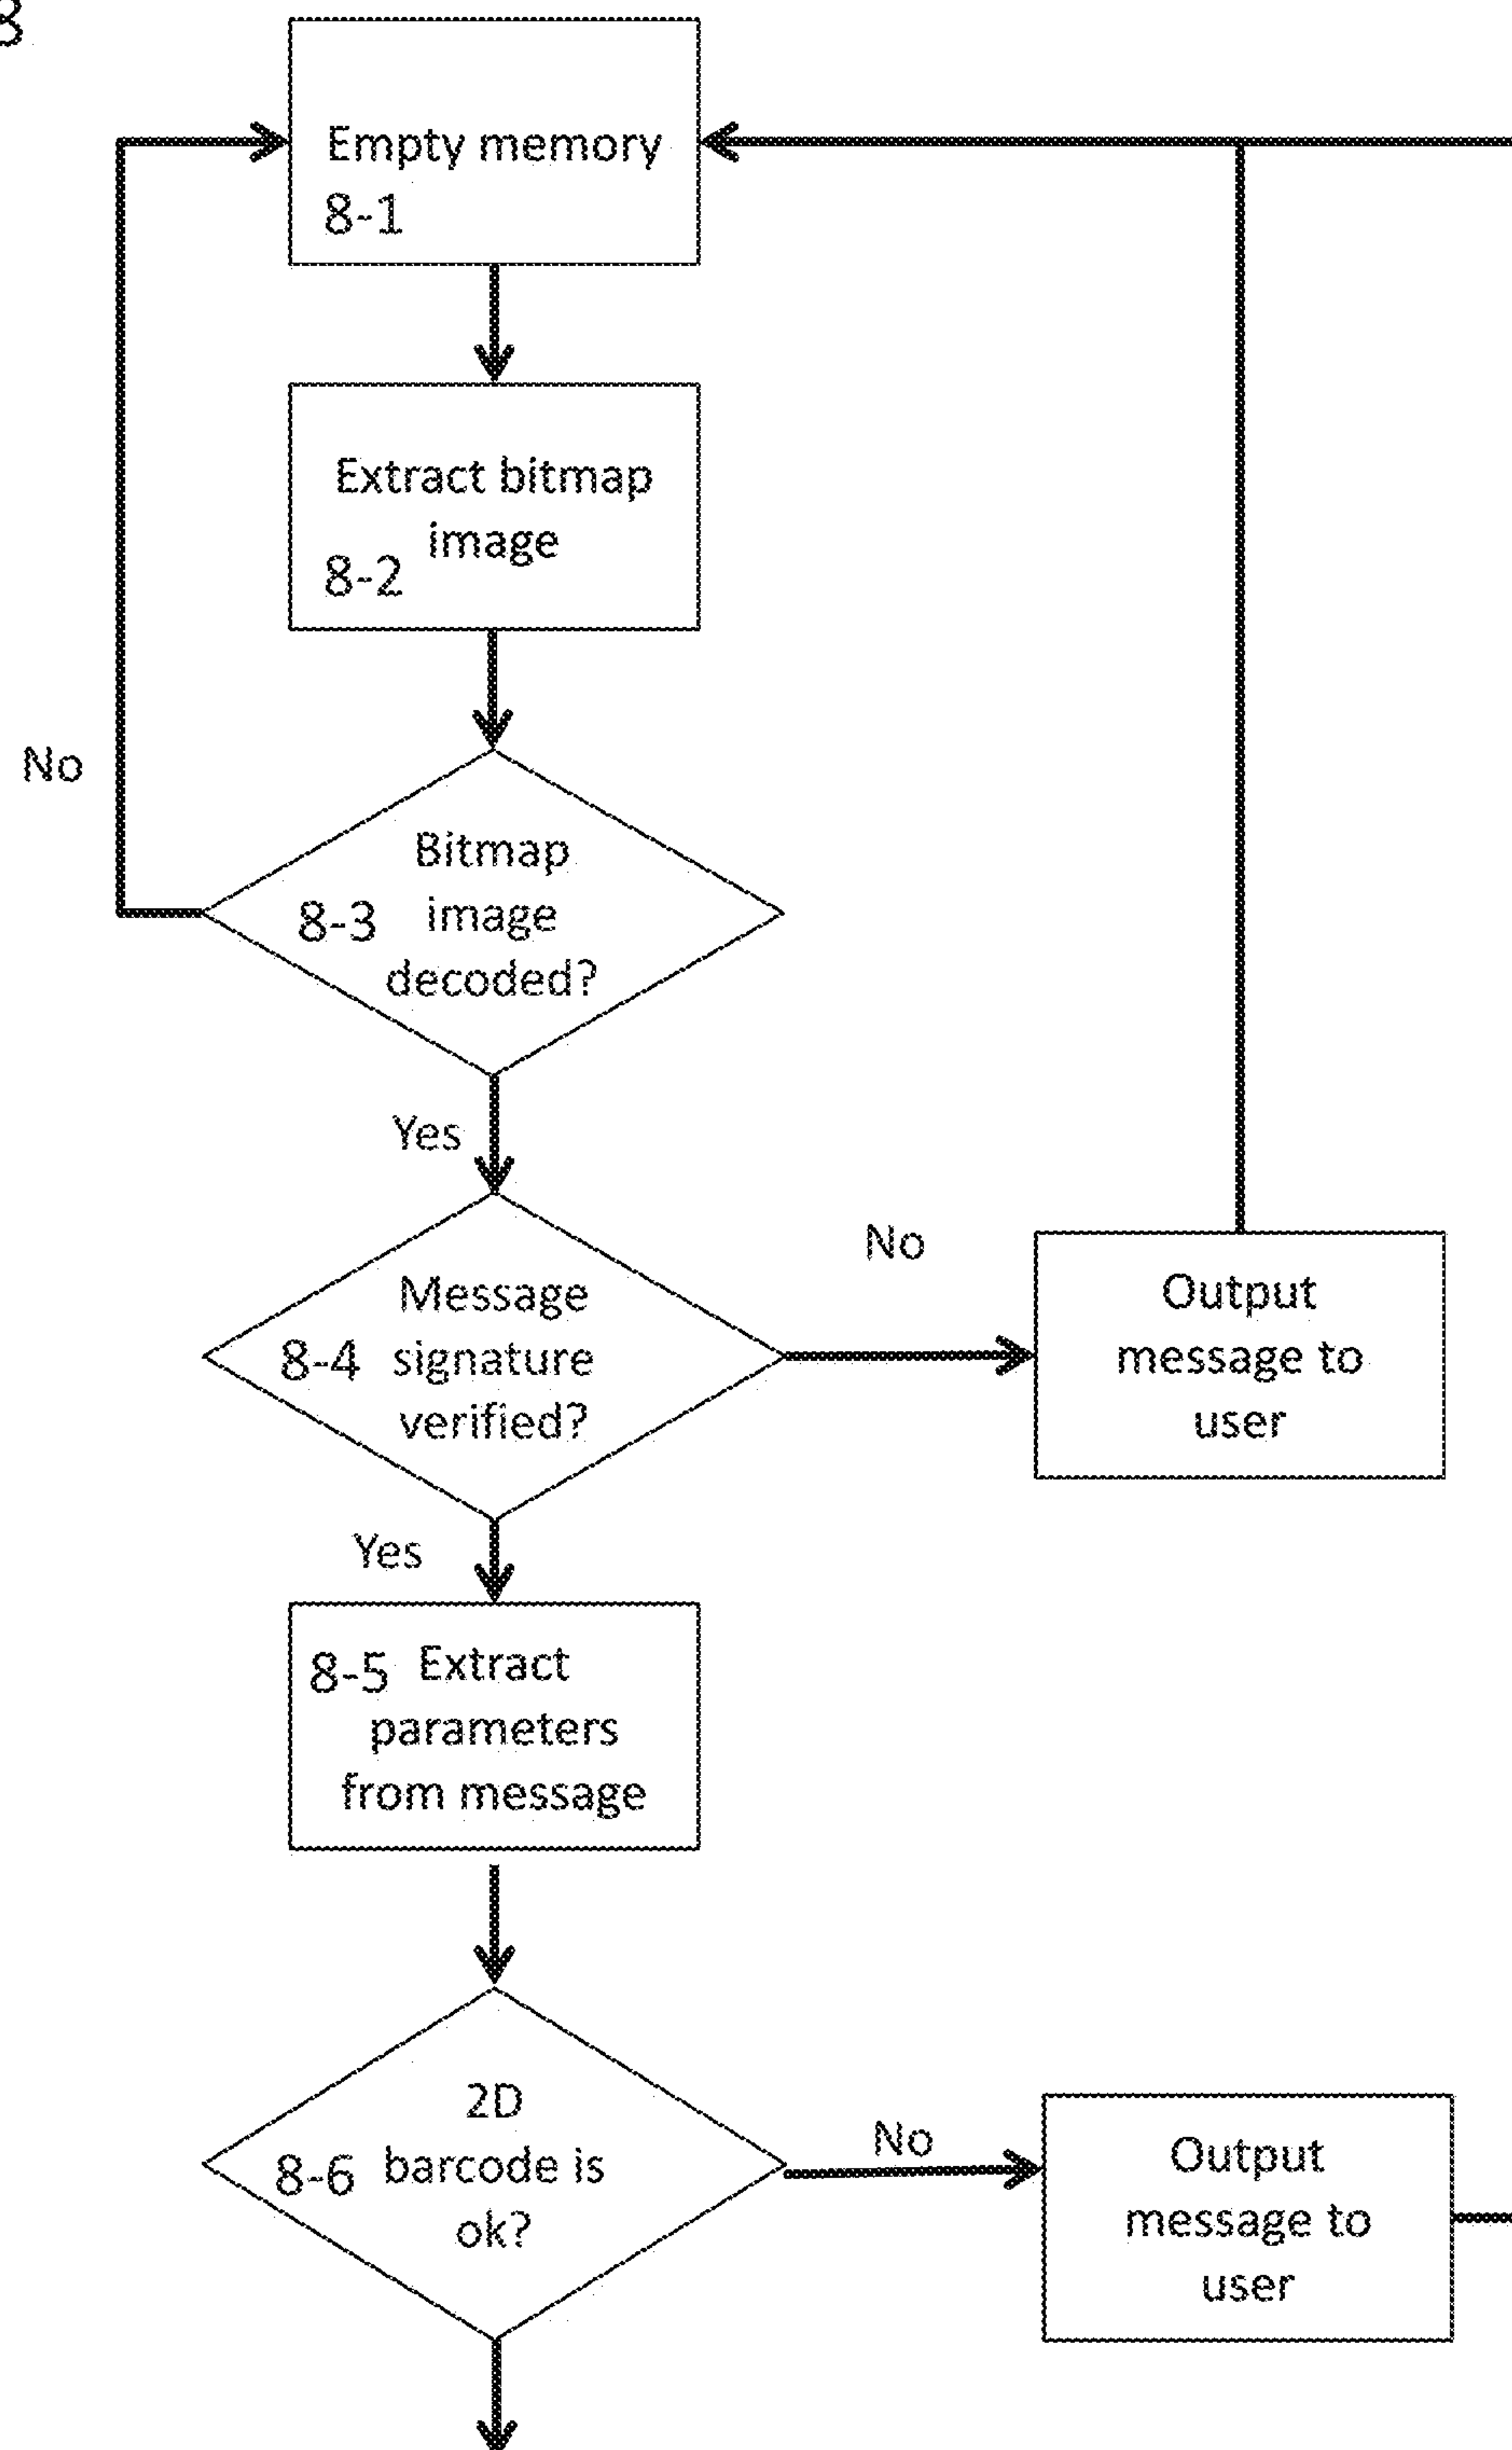 8
Empty memory
8-1
Extract bitmap
image
8-2
No
Bitmap
8-3 image
decoded?
Yes
No
Message
8-4 signature
verified?
Output
message to
user
Yes
8-5 Extract
parameters
from message
2D
8-6 barcode is
ok?
No
Output
message to
user